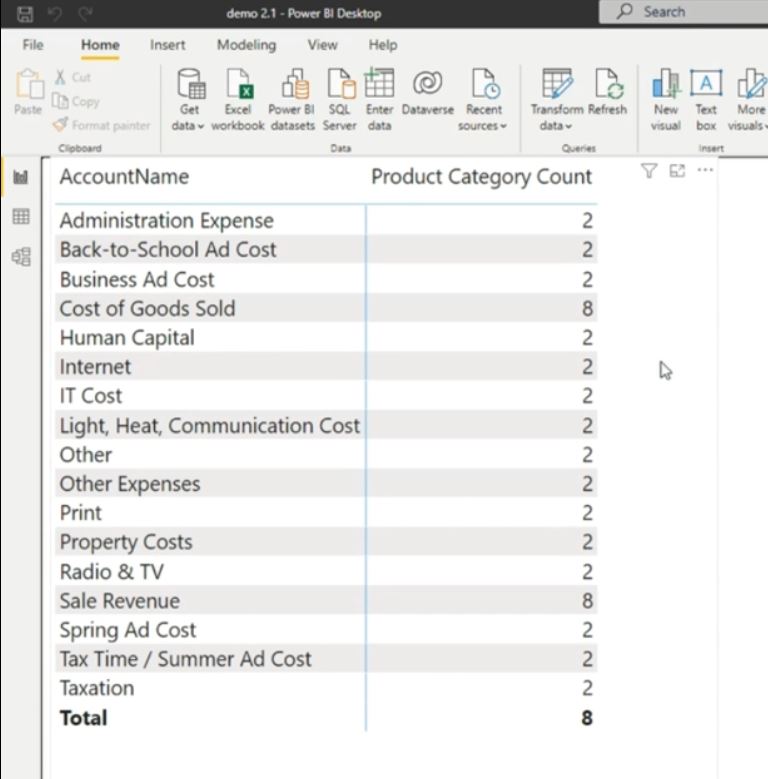 demo 2.1 - Power BI Desktop
Search
File Home Insert Modeling View Help
Paste
Cut
Copy
Format painter
Clipboard
Get data
Excel workbook
Power BI datasets
SQL Server
Enter data
Dataverse
Recent sources
Data
Transform data
Refresh
Queries
New visual
A
Text box
More visuals
Insert
AccountName Product Category Count
Administration Expense 2
Back-to-School Ad Cost 2
Business Ad Cost 2
Cost of Goods Sold 8
Human Capital 2
Internet 2
IT Cost 2
Light, Heat, Communication Cost 2
Other 2
Other Expenses 2
Print 2
Property Costs 2
Radio & TV 2
Sale Revenue 8
Spring Ad Cost 2
Tax Time / Summer Ad Cost 2
Taxation 2
Total 8